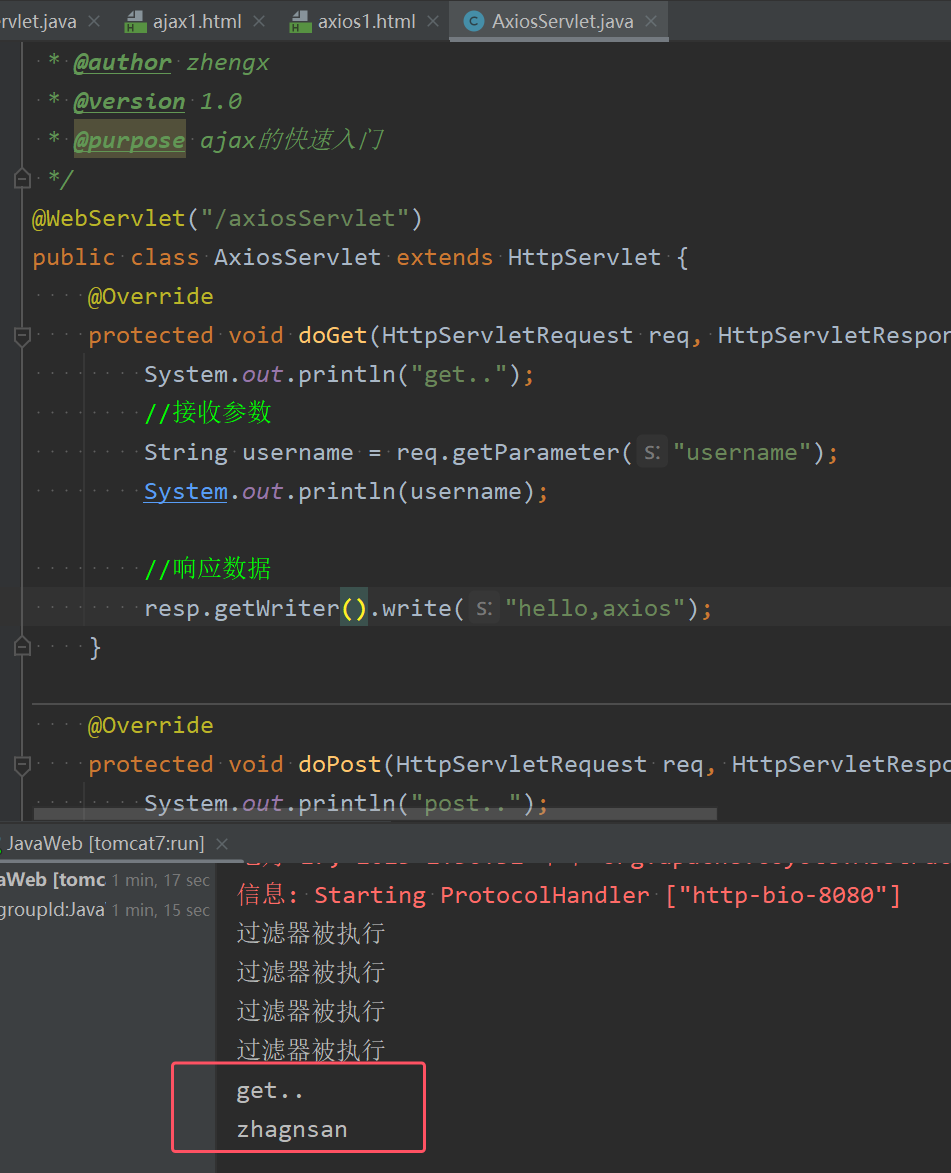 rvlet.java ajax1.html axios1.html AxiosServlet.java
* @author zhengx
* @version 1.0
* @purpose ajax的快速入门
*/
@WebServlet("/axiosServlet")
public class AxiosServlet extends HttpServlet {
@Override
protected void doGet(HttpServletRequest req, HttpServletRespon
System.out.println("get..");
//接收参数
String username = req.getParameter( s: "username");
System.out.println(username);
//响应数据
resp.getWriter().write( s: "hello,axios");
}
@Override
protected void doPost(HttpServletRequest req, HttpServletRespo
System.out.println("post..");
JavaWeb [tomcat7:run]
aWeb [tomc 1 min, 17 sec
groupId:Java 1 min, 15 sec
信息: Starting ProtocolHandler ["http-bio-8080"]
过滤器被执行
过滤器被执行
过滤器被执行
过滤器被执行
get..
zhagnsan